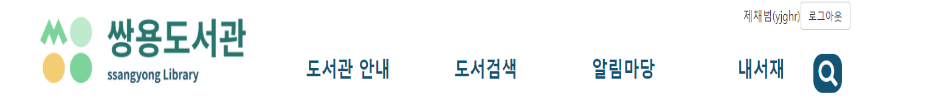 제채범(yjghr) 로그아웃
쌍용도서관
ssangyong Library
도서관 안내 도서검색 알림마당 내서재